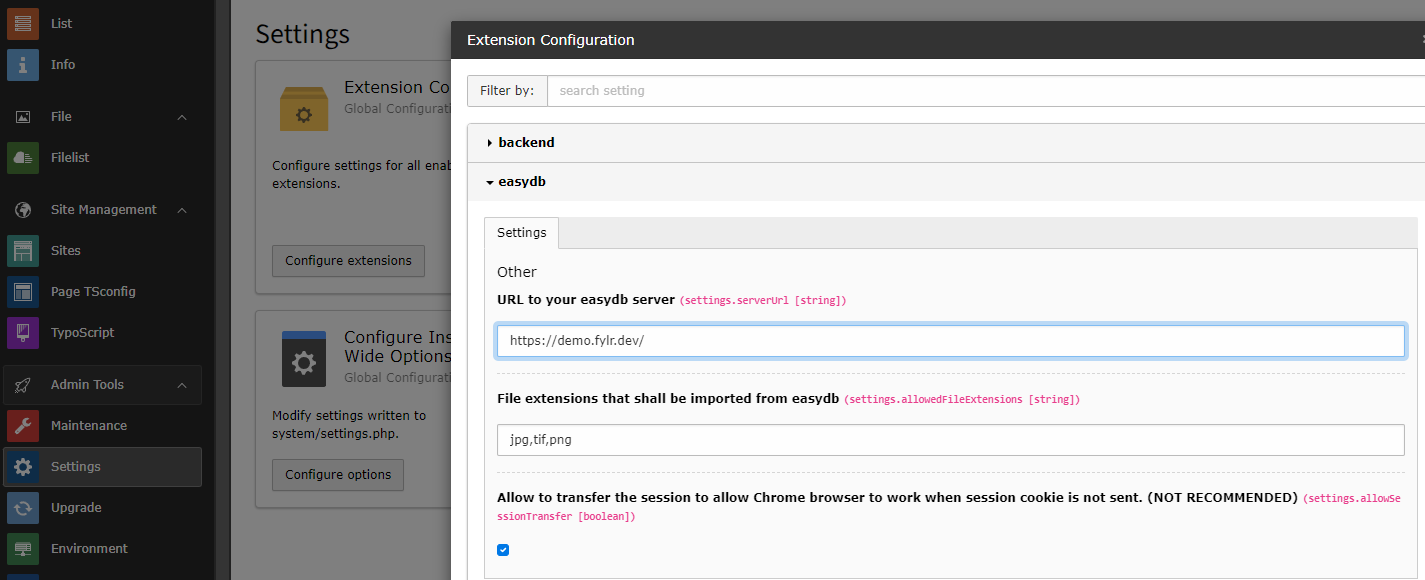 List
Info
File
Filelist
Site Management
Sites
Page TSconfig
TypoScript
Admin Tools
Maintenance
Settings
Upgrade
Environment
Settings
Extension Co
Global Configurati
Configure settings for all enab
extensions.
Configure extensions
Configure Ins
Wide Options
Global Configurati
Modify settings written to
system/settings.php.
Configure options
Extension Configuration
Filter by:
search setting
backend
easydb
Settings
Other
URL to your easydb server (settings.serverUrl [string])
https://demo.fylr.dev/
File extensions that shall be imported from easydb (settings.allowedFileExtensions [string])
jpg,tif,png
Allow to transfer the session to allow Chrome browser to work when session cookie is not sent. (NOT RECOMMENDED) (settings.allowSe
ssionTransfer [boolean])